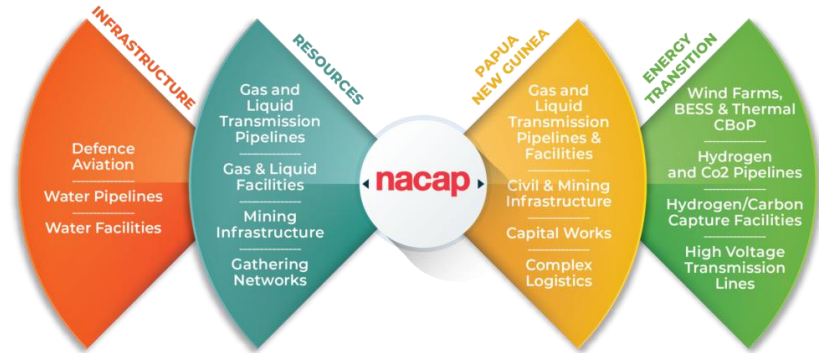 INFRASTRUCTURE
Defence
Aviation
Water Pipelines
Water Facilities
RESOURCES
Gas and
Liquid
Transmission
Pipelines
Gas & Liquid
Facilities
Mining
Infrastructure
Gathering
Networks
nacap
PAPUA
NEW GUINEA
Gas and
Liquid
Transmission
Pipelines &
Facilities
Civil & Mining
Infrastructure
Capital Works
Complex
Logistics
ENERGY
TRANSITION
Wind Farms,
BESS & Thermal
CBoP
Hydrogen
and Co2 Pipelines
Hydrogen/Carbon
Capture Facilities
High Voltage
Transmission
Lines